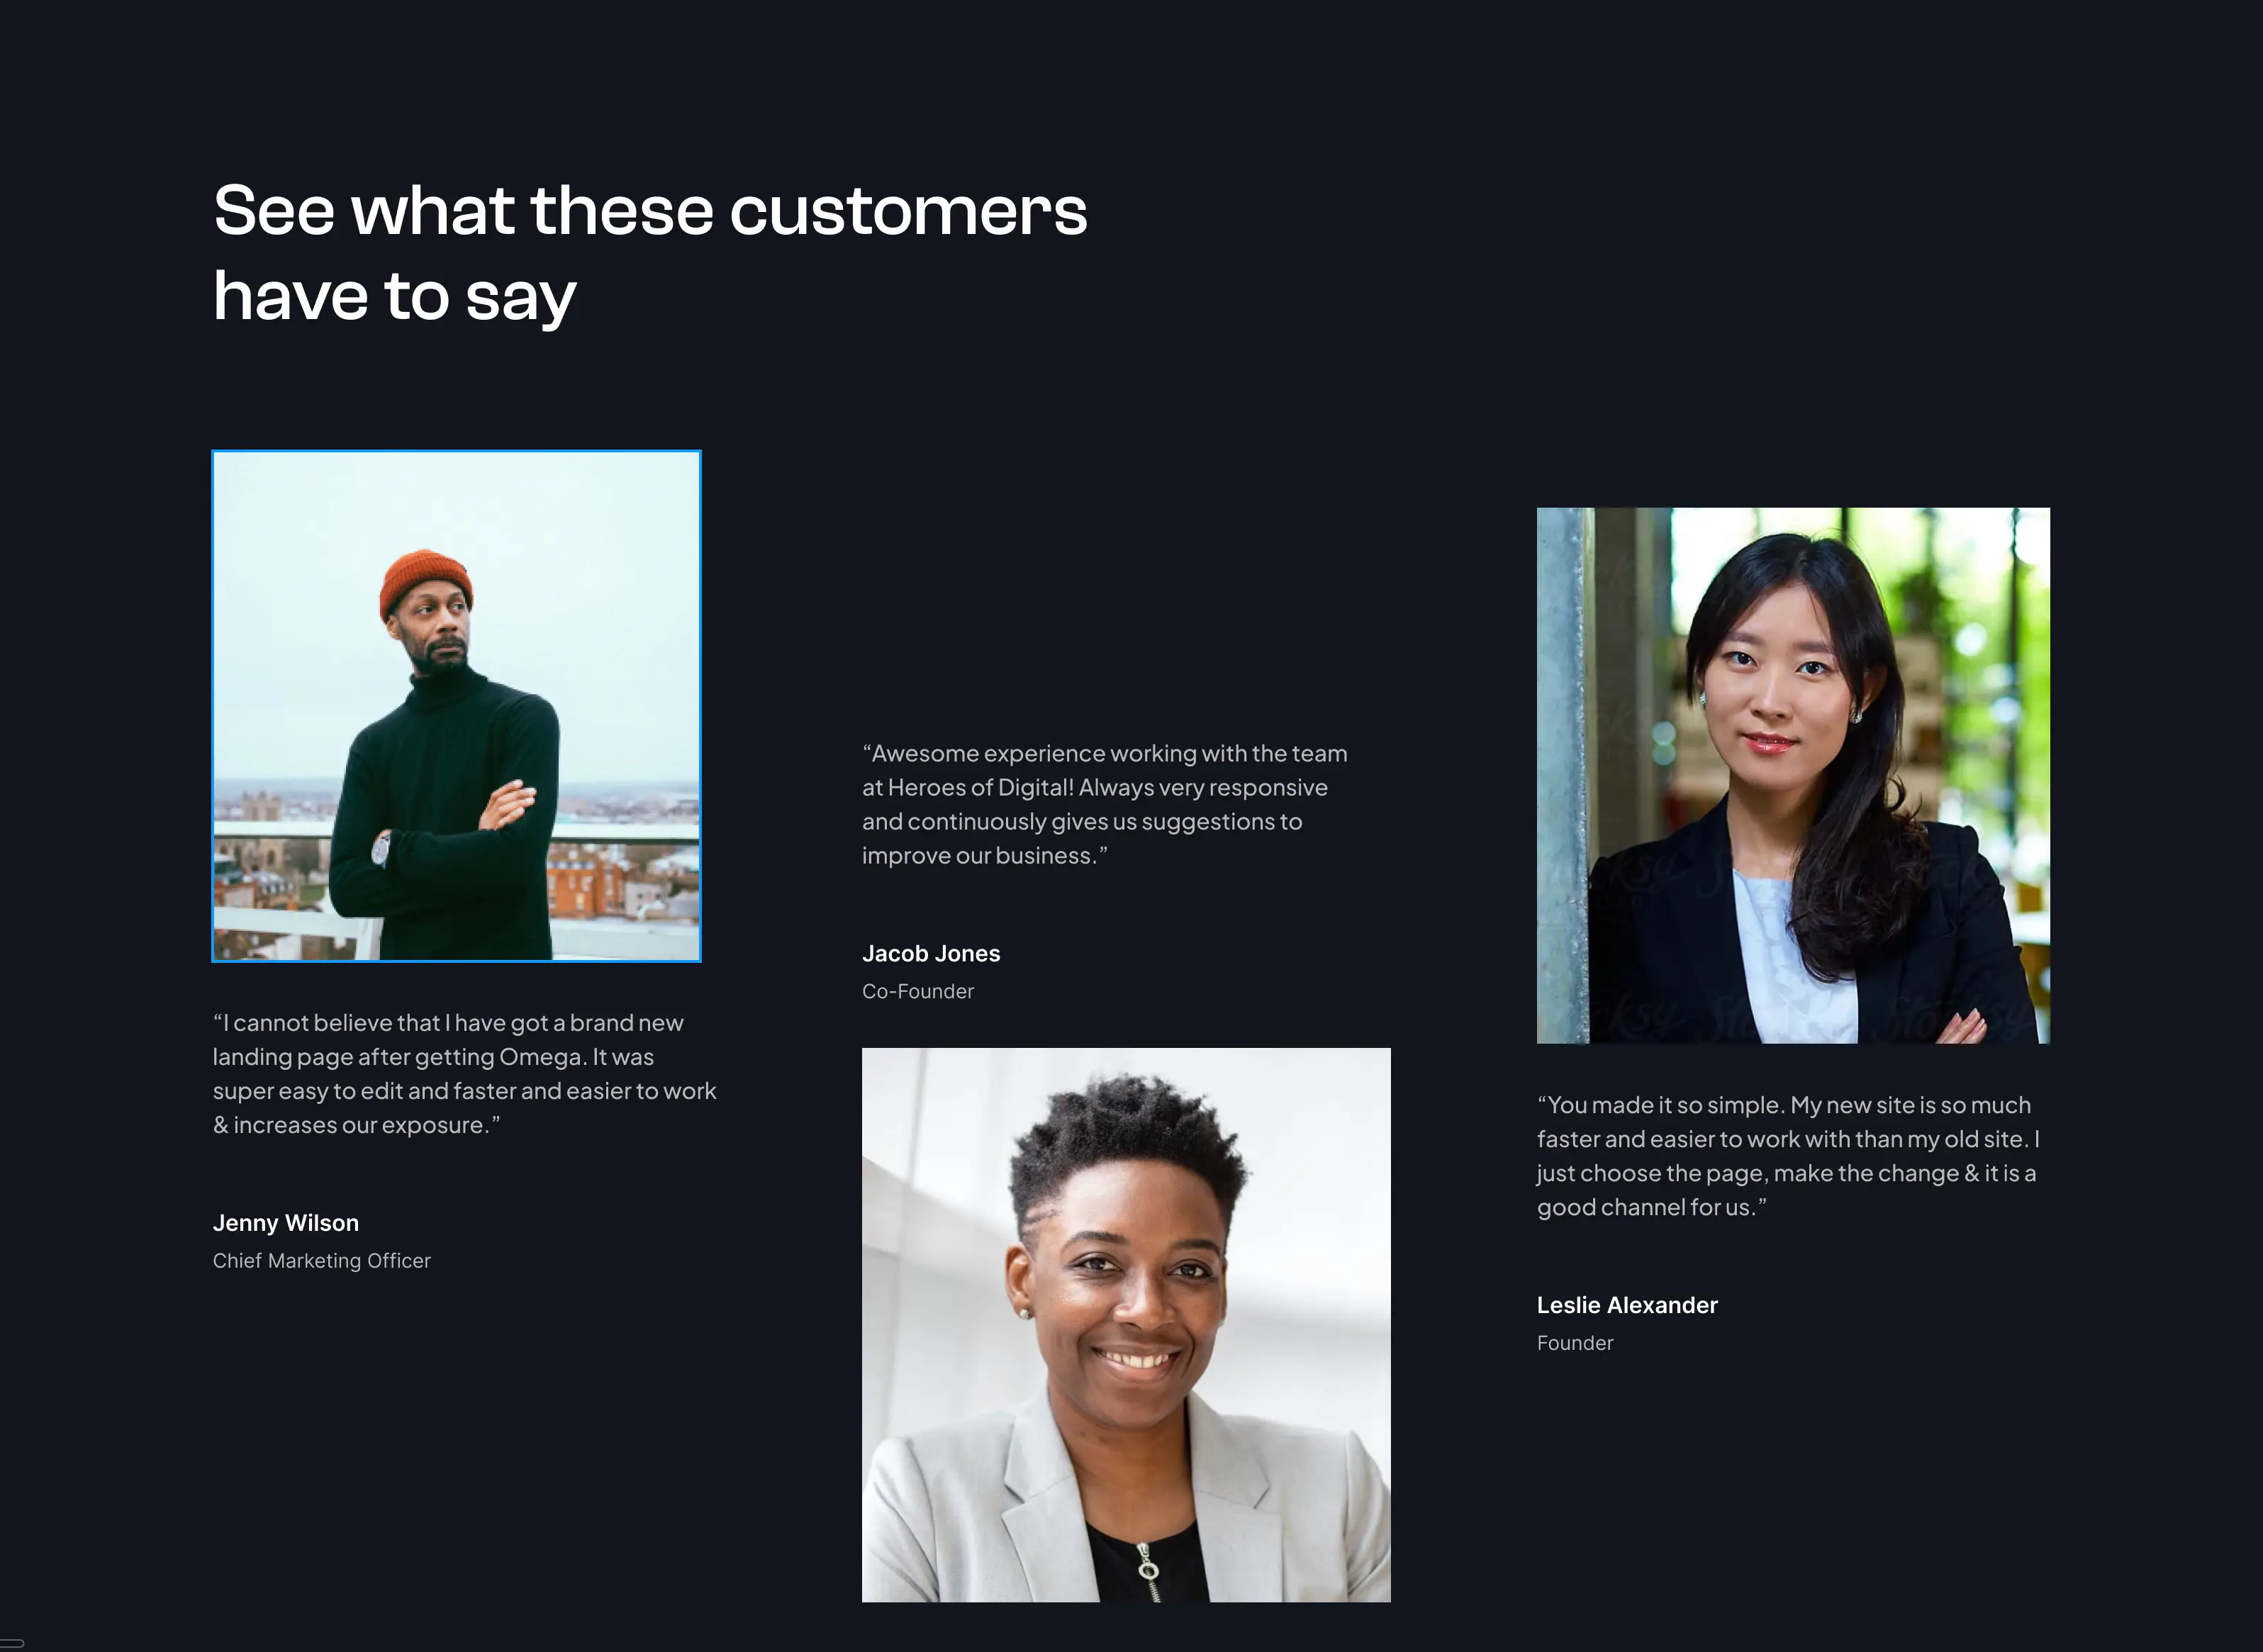 See what these customers
have to say
“I cannot believe that I have got a brand new
landing page after getting Omega. It was
super easy to edit and faster and easier to work
& increases our exposure.”
Jenny Wilson
Chief Marketing Officer
“Awesome experience working with the team
at Heroes of Digital! Always very responsive
and continuously gives us suggestions to
improve our business.”
Jacob Jones
Co-Founder
“You made it so simple. My new site is so much
faster and easier to work with than my old site. I
just choose the page, make the change & it is a
good channel for us.”
Leslie Alexander
Founder